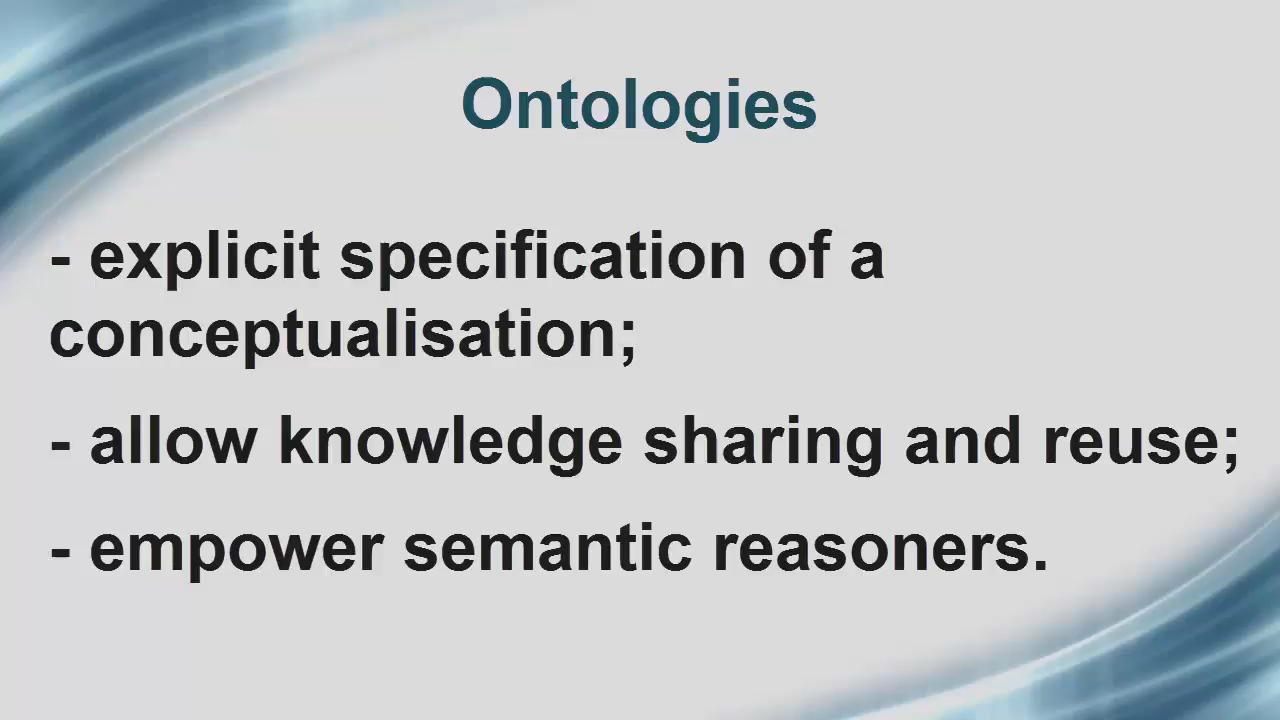 Ontologies
- explicit specification of a
conceptualisation;
- allow knowledge sharing and reuse;
- empower semantic reasoners.